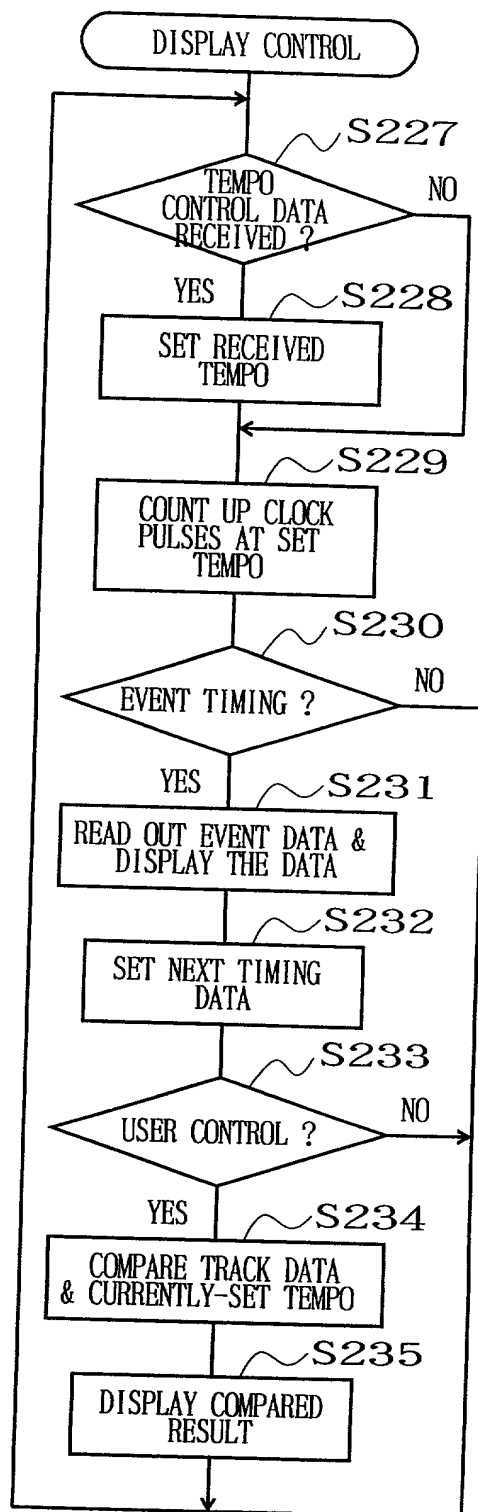 DISPLAY CONTROL
S227
TEMPO
CONTROL DATA
RECEIVED ?
NO
YES
S228
SET RECEIVED
TEMPO
S229
COUNT UP CLOCK
PULSES AT SET
TEMPO
S230
EVENT TIMING ?
NO
YES
S231
READ OUT EVENT DATA &
DISPLAY THE DATA
S232
SET NEXT TIMING
DATA
S233
USER CONTROL ?
NO
YES
S234
COMPARE TRACK DATA
& CURRENTLY-SET TEMPO
S235
DISPLAY COMPARED
RESULT